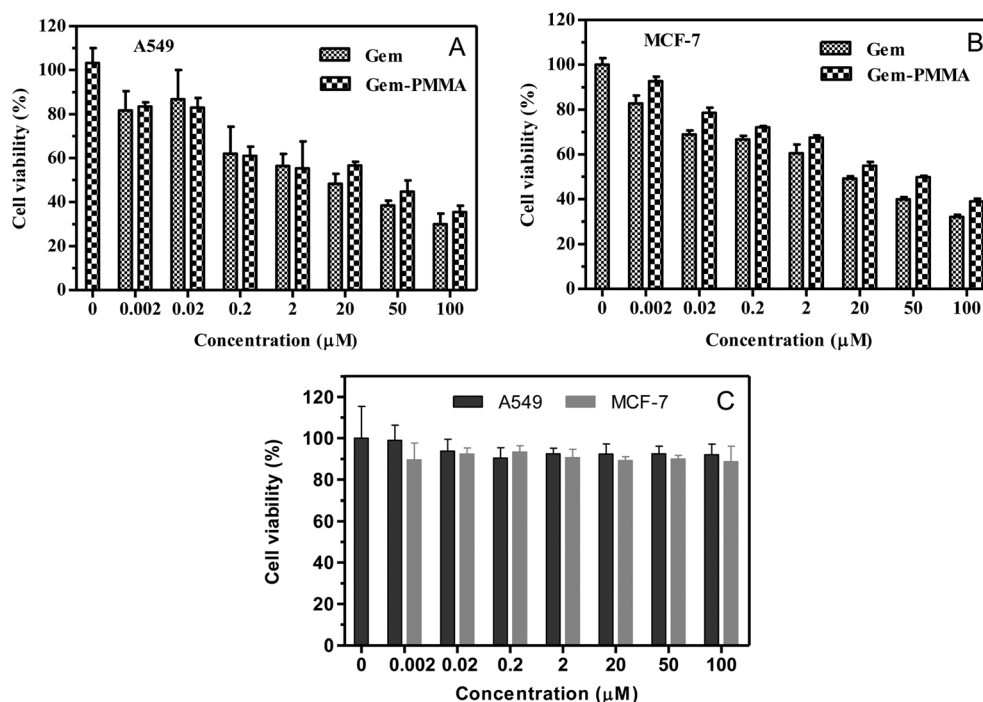 A
A549
Gem
Gem-PMMA
Cell viability (%)
120
100
80
60
40
20
0
0 0.002 0.02 0.2 2 20 50 100
Concentration (μM)
B
MCF-7
Gem
Gem-PMMA
Cell viability (%)
120
100
80
60
40
20
0
0 0.002 0.02 0.2 2 20 50 100
Concentration (μM)
C
A549 MCF-7
Cell viability (%)
120
100
80
60
40
20
0
0 0.002 0.02 0.2 2 20 50 100
Concentration (μM)